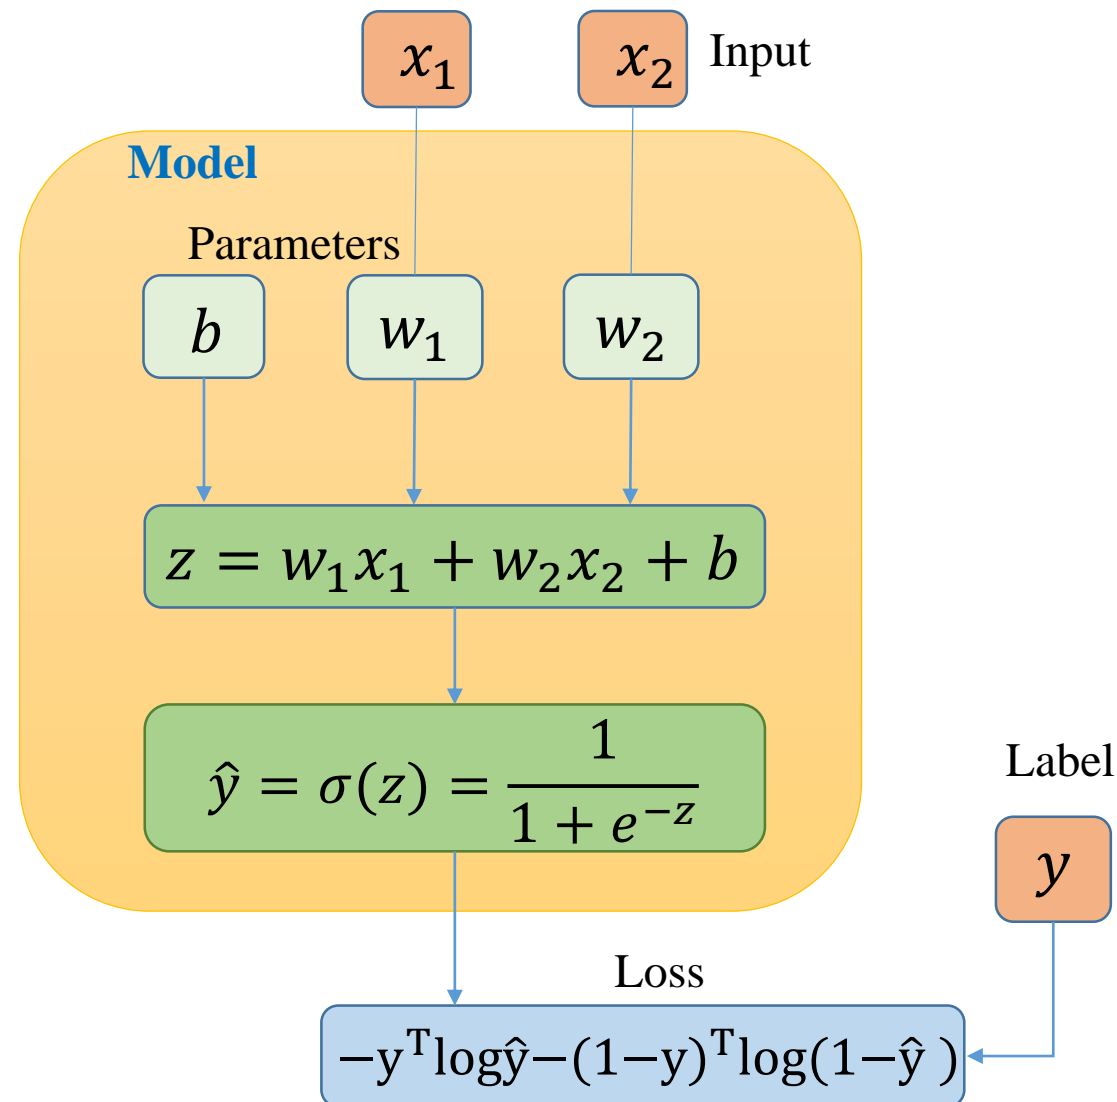 x₁ x₂ Input
Model
Parameters
b w₁ w₂
z = w₁x₁ + w₂x₂ + b
ŷ = σ(z) = 1 / (1 + e⁻ᶻ)
Label
y
Loss
−yᵀlogŷ−(1−y)ᵀlog(1−ŷ )